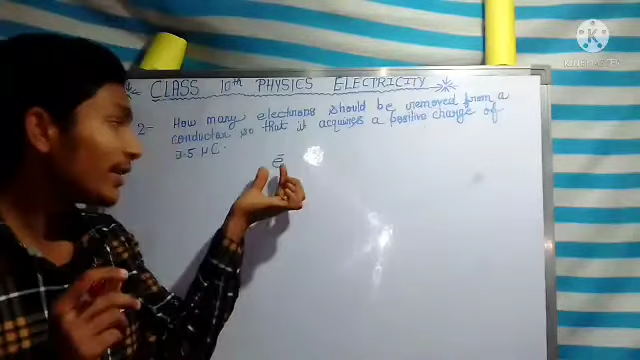 CLASS 10th PHYSICS ELECTRICITY
2- How many electrons should be removed from a
conductor so that it acquires a positive charge of
3.5 μC.
e-
KINEMASTER